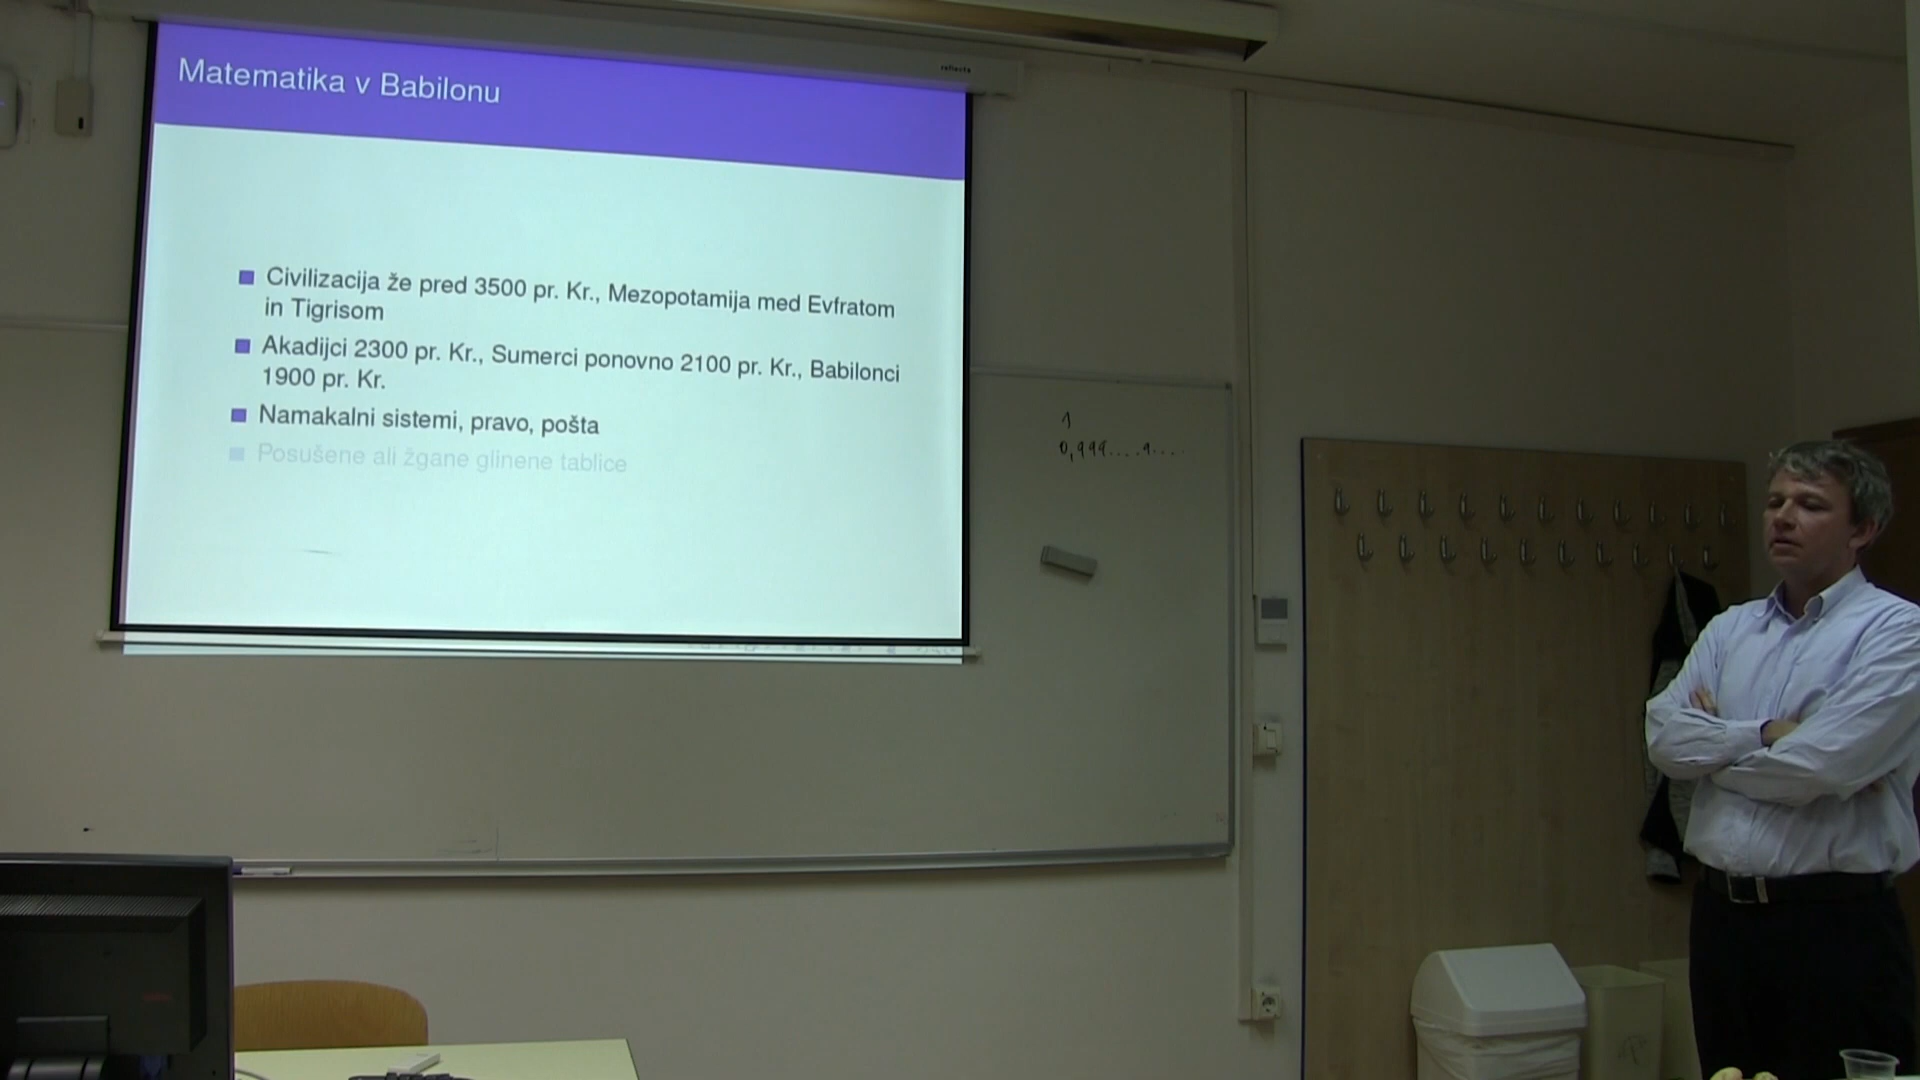 reflecta
Matematika v Babilonu
Civilizacija že pred 3500 pr. Kr., Mezopotamija med Evfratom
in Tigrisom
Akadijci 2300 pr. Kr., Sumerci ponovno 2100 pr. Kr., Babilonci
1900 pr. Kr.
Namakalni sistemi, pravo, pošta
Posušene ali žgane glinene tablice
1
0,999....9....